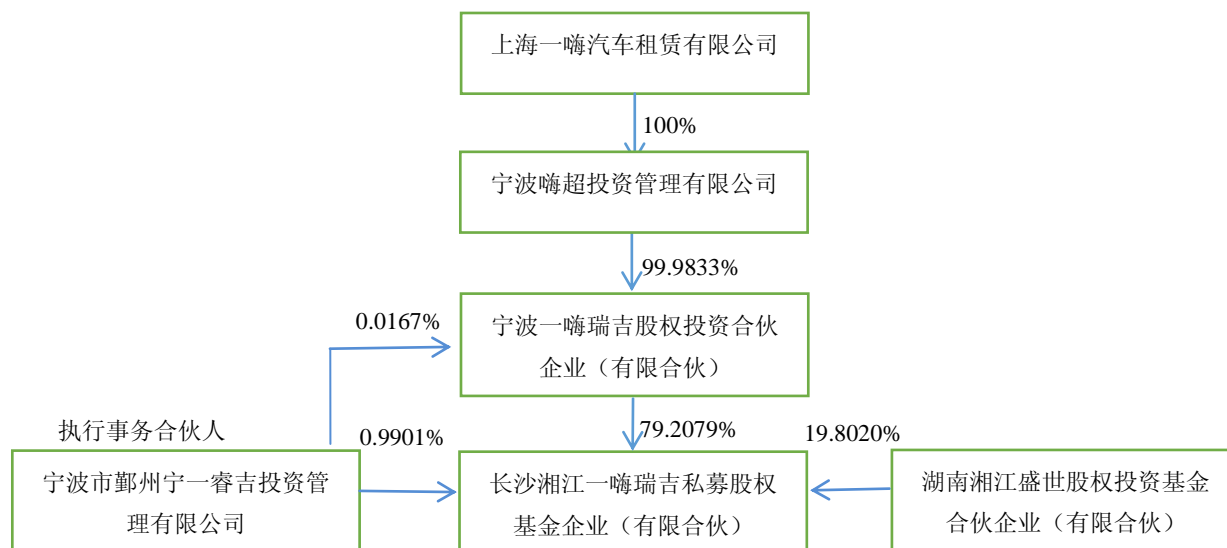 上海一嗨汽车租赁有限公司
100%
宁波嗨超投资管理有限公司
99.9833%
0.0167%
宁波一嗨瑞吉股权投资合伙
企业（有限合伙）
执行事务合伙人
0.9901%
79.2079%
19.8020%
宁波市鄞州宁一睿吉投资管
理有限公司
长沙湘江一嗨瑞吉私募股权
基金企业（有限合伙）
湖南湘江盛世股权投资基金
合伙企业（有限合伙）